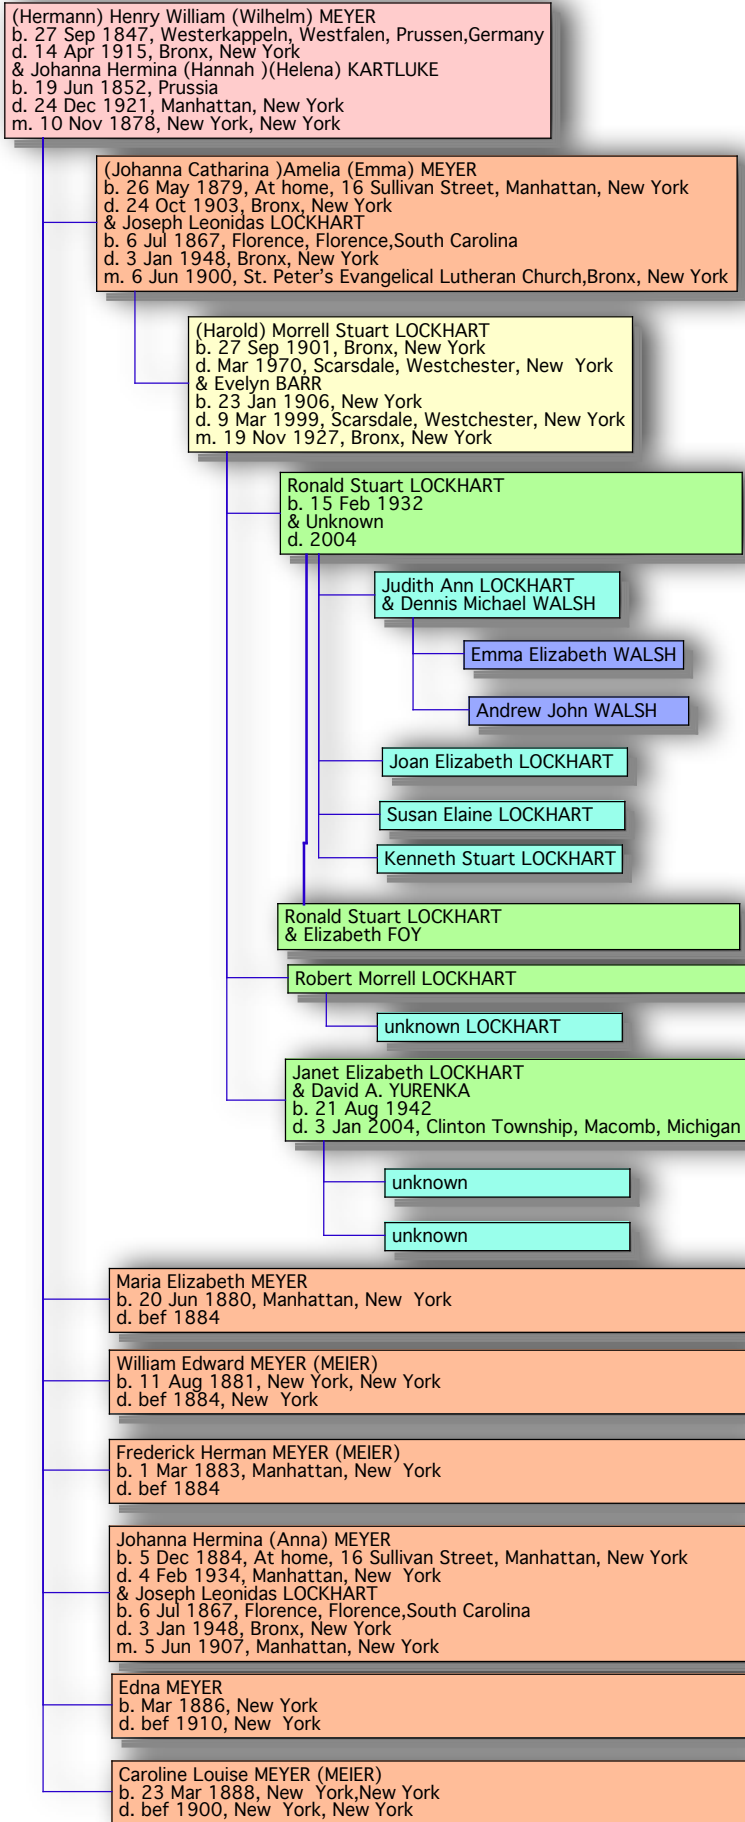 (Hermann) Henry William (Wilhelm) MEYER
b. 27 Sep 1847, Westerkappeln, Westfalen, Prussen,Germany
d. 14 Apr 1915, Bronx, New York
& Johanna Hermina (Hannah )(Helena) KARTLUKE
b. 19 Jun 1852, Prussia
d. 24 Dec 1921, Manhattan, New York
m. 10 Nov 1878, New York, New York
(Johanna Catharina )Amelia (Emma) MEYER
b. 26 May 1879, At home, 16 Sullivan Street, Manhattan, New York
d. 24 Oct 1903, Bronx, New York
& Joseph Leonidas LOCKHART
b. 6 Jul 1867, Florence, Florence,South Carolina
d. 3 Jan 1948, Bronx, New York
m. 6 Jun 1900, St. Peter's Evangelical Lutheran Church,Bronx, New York
(Harold) Morrell Stuart LOCKHART
b. 27 Sep 1901, Bronx, New York
d. Mar 1970, Scarsdale, Westchester, New York
& Evelyn BARR
b. 23 Jan 1906, New York
d. 9 Mar 1999, Scarsdale, Westchester, New York
m. 19 Nov 1927, Bronx, New York
Ronald Stuart LOCKHART
b. 15 Feb 1932
& Unknown
d. 2004
Judith Ann LOCKHART
& Dennis Michael WALSH
Emma Elizabeth WALSH
Andrew John WALSH
Joan Elizabeth LOCKHART
Susan Elaine LOCKHART
Kenneth Stuart LOCKHART
Ronald Stuart LOCKHART
& Elizabeth FOY
Robert Morrell LOCKHART
unknown LOCKHART
Janet Elizabeth LOCKHART
& David A. YURENKA
b. 21 Aug 1942
d. 3 Jan 2004, Clinton Township, Macomb, Michigan
unknown
unknown
Maria Elizabeth MEYER
b. 20 Jun 1880, Manhattan, New York
d. bef 1884
William Edward MEYER (MEIER)
b. 11 Aug 1881, New York, New York
d. bef 1884, New York
Frederick Herman MEYER (MEIER)
b. 1 Mar 1883, Manhattan, New York
d. bef 1884
Johanna Hermina (Anna) MEYER
b. 5 Dec 1884, At home, 16 Sullivan Street, Manhattan, New York
d. 4 Feb 1934, Manhattan, New York
& Joseph Leonidas LOCKHART
b. 6 Jul 1867, Florence, Florence,South Carolina
d. 3 Jan 1948, Bronx, New York
m. 5 Jun 1907, Manhattan, New York
Edna MEYER
b. Mar 1886, New York
d. bef 1910, New York
Caroline Louise MEYER (MEIER)
b. 23 Mar 1888, New York,New York
d. bef 1900, New York, New York